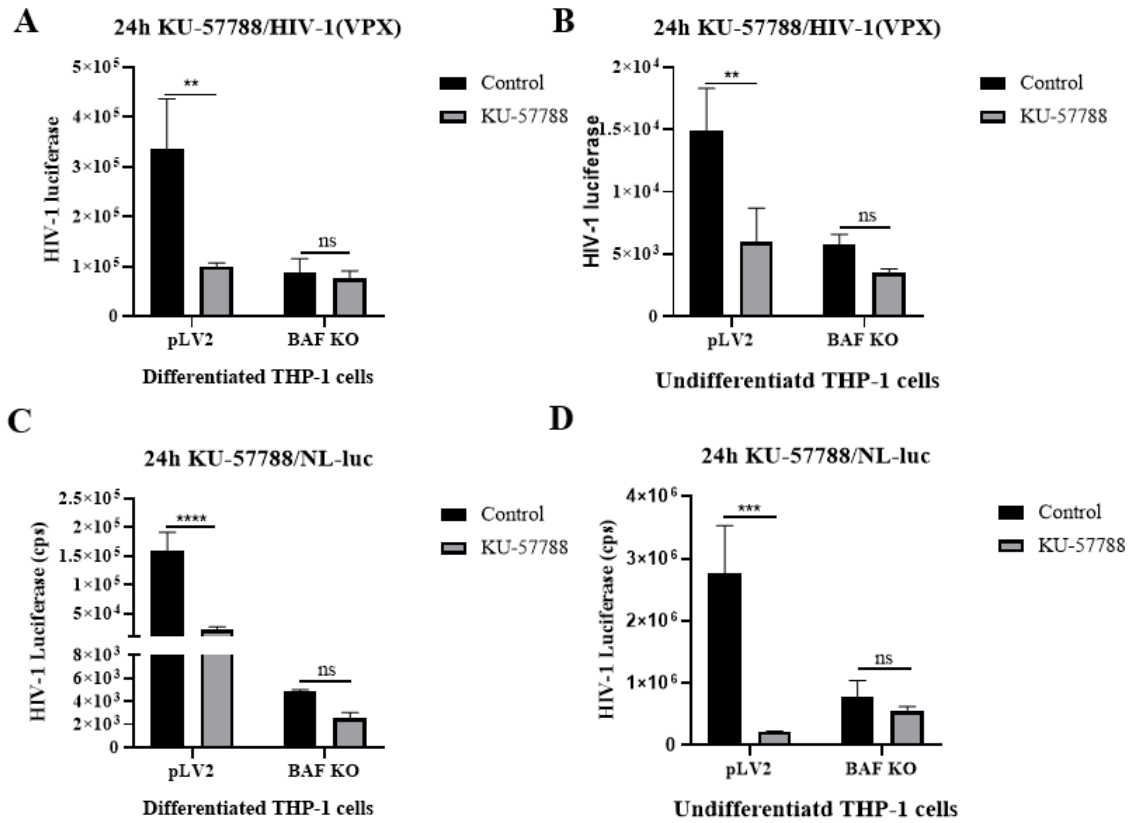 A
24h KU-57788/HIV-1(VPX)
5×10⁵
4×10⁵
3×10⁵
2×10⁵
1×10⁵
0
HIV-1 luciferase
**
ns
pLV2
BAF KO
Differentiated THP-1 cells
Control
KU-57788
B
24h KU-57788/HIV-1(VPX)
2×10⁴
1.5×10⁴
1×10⁴
5×10³
0
HIV-1 luciferase
**
ns
pLV2
BAF KO
Undifferentiatd THP-1 cells
Control
KU-57788
C
24h KU-57788/NL-luc
2.5×10⁵
2×10⁵
1.5×10⁵
1×10⁵
5×10⁴
8×10³
6×10³
4×10³
2×10³
0
HIV-1 Luciferase (cps)
****
ns
pLV2
BAF KO
Differentiated THP-1 cells
Control
KU-57788
D
24h KU-57788/NL-luc
4×10⁶
3×10⁶
2×10⁶
1×10⁶
0
HIV-1 Luciferase (cps)
***
ns
pLV2
BAF KO
Undifferentiatd THP-1 cells
Control
KU-57788